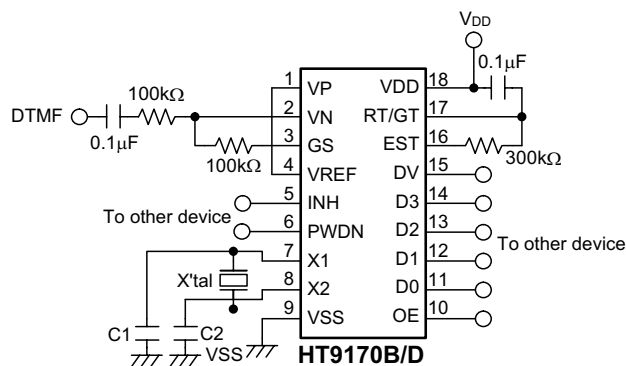 VDD
0.1μF
1 VP VDD 18
100kΩ
DTMF
2 VN RT/GT 17
0.1μF
3 GS EST 16
100kΩ
300kΩ
4 VREF DV 15
5 INH D3 14
To other device
6 PWDN D2 13
To other device
7 X1 D1 12
X'tal
8 X2 D0 11
9 VSS OE 10
C1
C2
VSS
HT9170B/D